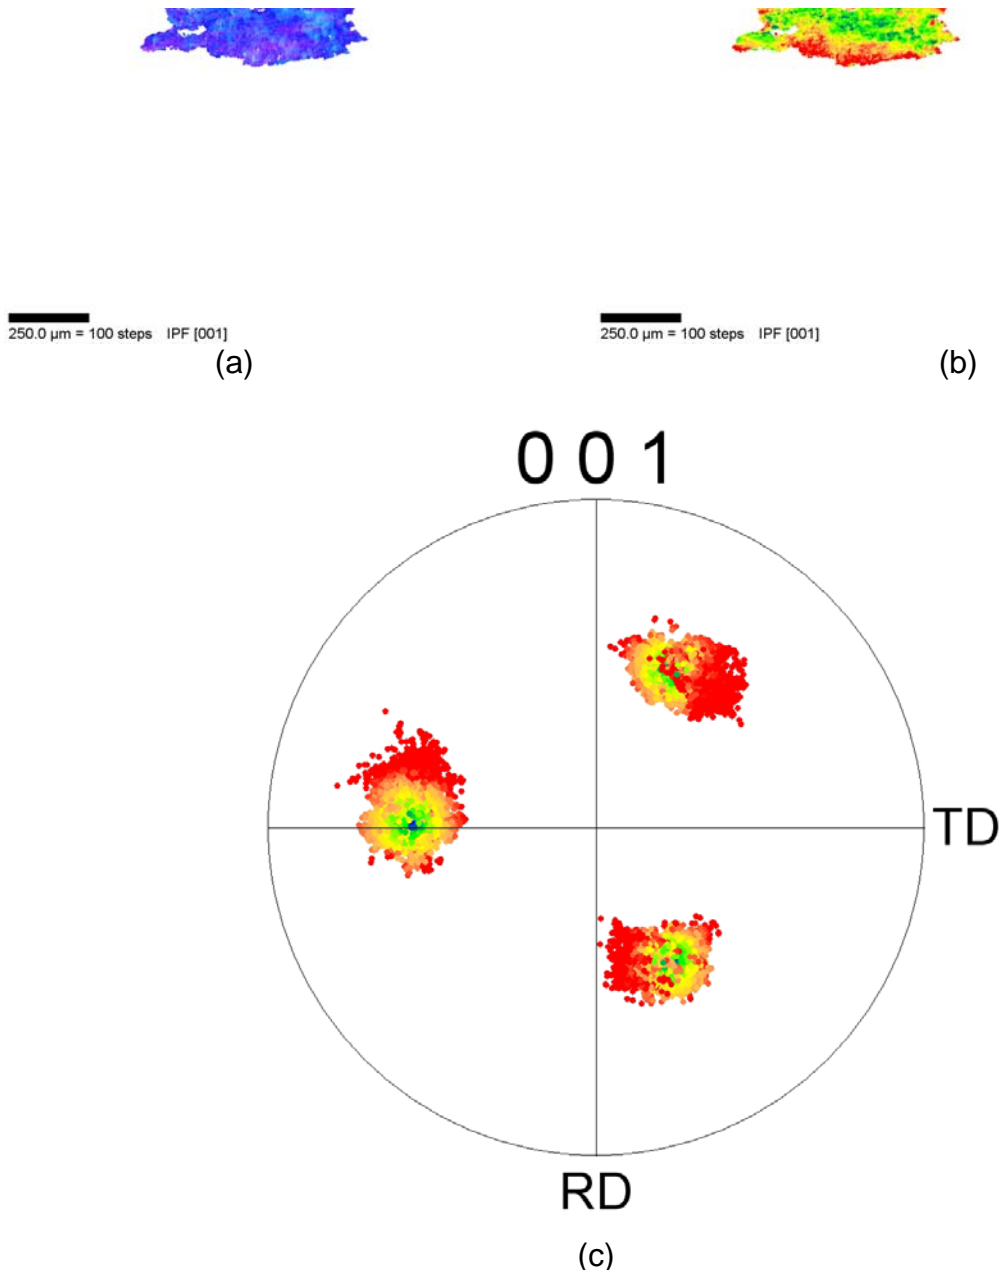 250.0 µm = 100 steps IPF [001]
250.0 µm = 100 steps IPF [001]
(a)
(b)
0 0 1
TD
RD
(c)